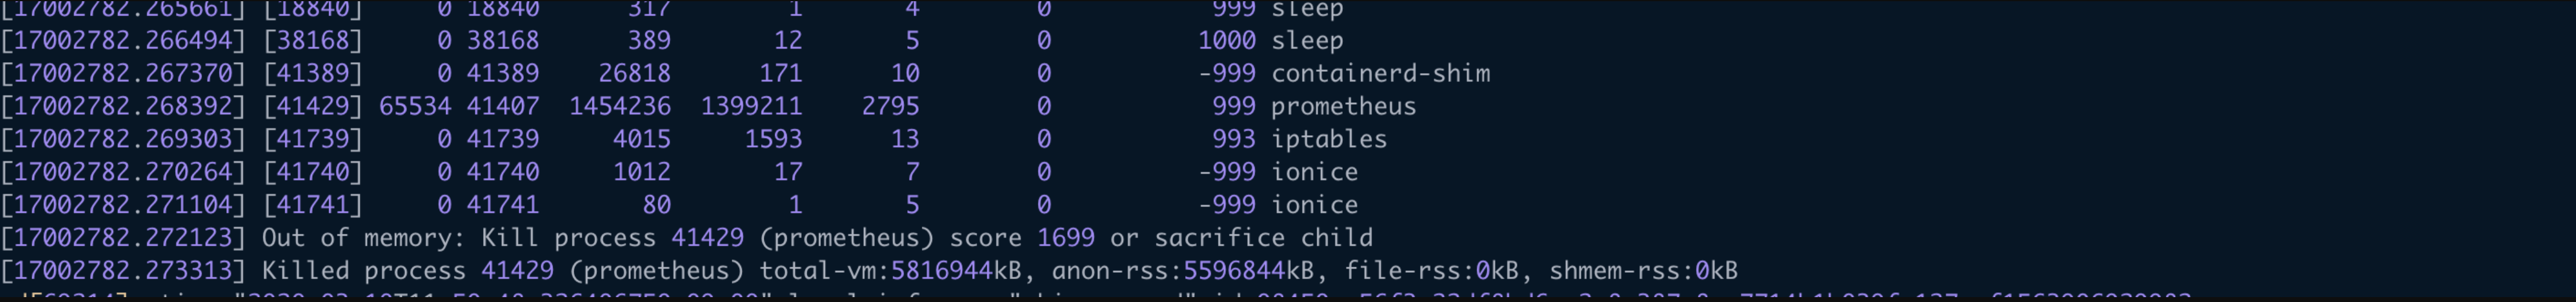 [17002782.265661] [18840] 0 18840 317 1 4 0 999 sleep
[17002782.266494] [38168] 0 38168 389 12 5 0 1000 sleep
[17002782.267370] [41389] 0 41389 26818 171 10 0 -999 containerd-shim
[17002782.268392] [41429] 65534 41407 1454236 1399211 2795 0 999 prometheus
[17002782.269303] [41739] 0 41739 4015 1593 13 0 993 iptables
[17002782.270264] [41740] 0 41740 1012 17 7 0 -999 ionice
[17002782.271104] [41741] 0 41741 80 1 5 0 -999 ionice
[17002782.272123] Out of memory: Kill process 41429 (prometheus) score 1699 or sacrifice child
[17002782.273313] Killed process 41429 (prometheus) total-vm:5816944kB, anon-rss:5596844kB, file-rss:0kB, shmem-rss:0kB